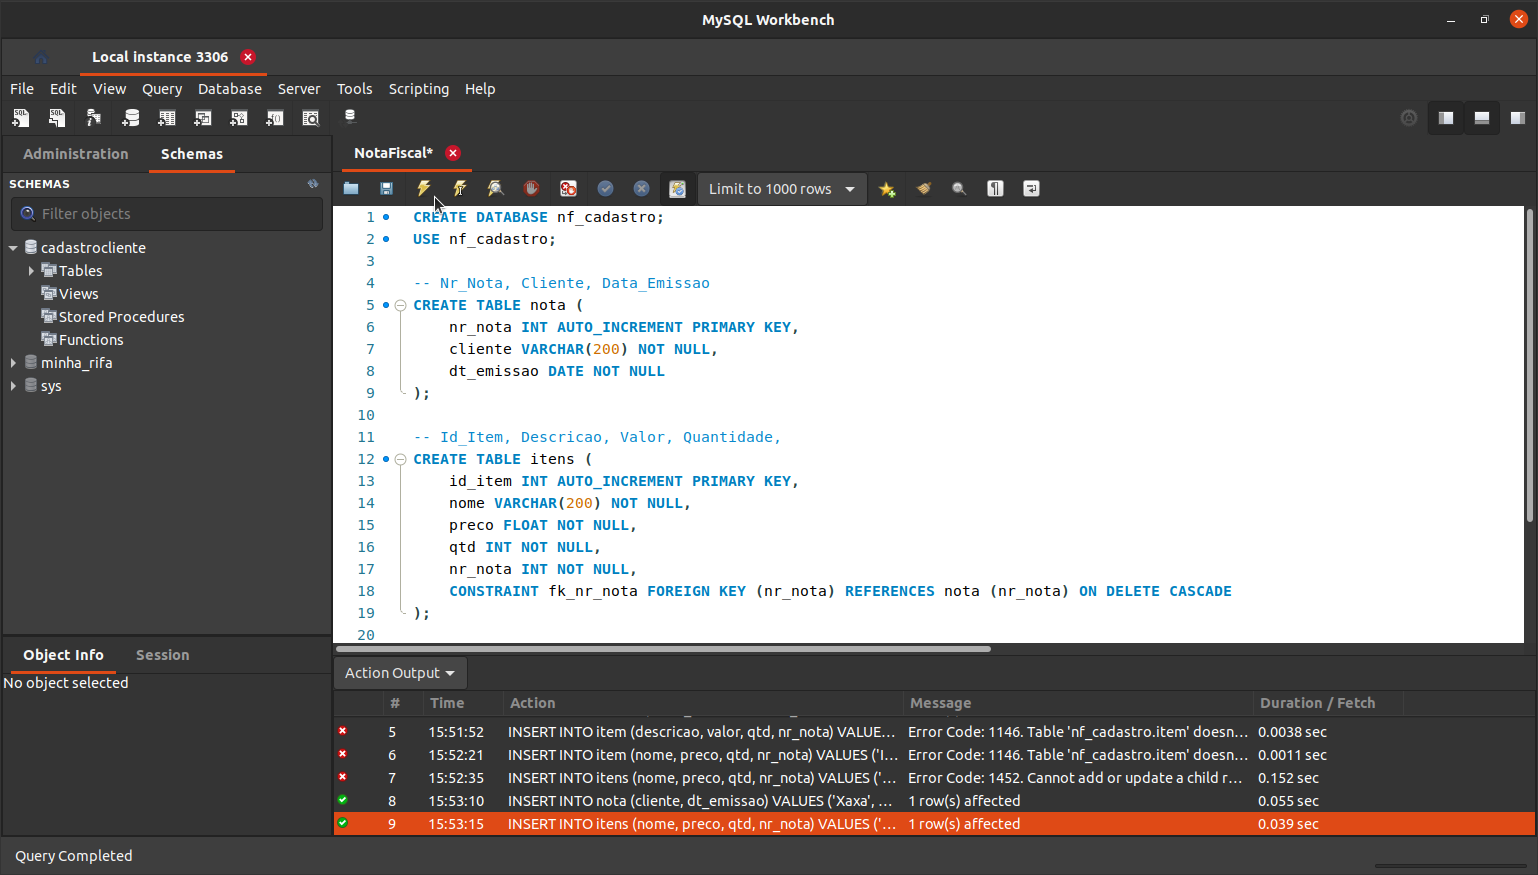 MySQL Workbench
Local instance 3306
File Edit View Query Database Server Tools Scripting Help
Administration Schemas
NotaFiscal*
SCHEMAS
Limit to 1000 rows
Filter objects
cadastrocliente
Tables
Views
Stored Procedures
Functions
minha_rifa
sys
1 CREATE DATABASE nf_cadastro;
2 USE nf_cadastro;
3
4 -- Nr_Nota, Cliente, Data_Emissao
5 CREATE TABLE nota (
6 nr_nota INT AUTO_INCREMENT PRIMARY KEY,
7 cliente VARCHAR(200) NOT NULL,
8 dt_emissao DATE NOT NULL
9 );
10
11 -- Id_Item, Descricao, Valor, Quantidade,
12 CREATE TABLE itens (
13 id_item INT AUTO_INCREMENT PRIMARY KEY,
14 nome VARCHAR(200) NOT NULL,
15 preco FLOAT NOT NULL,
16 qtd INT NOT NULL,
17 nr_nota INT NOT NULL,
18 CONSTRAINT fk_nr_nota FOREIGN KEY (nr_nota) REFERENCES nota (nr_nota) ON DELETE CASCADE
19 );
20
Object Info Session
No object selected
Action Output
# Time Action Message Duration / Fetch
5 15:51:52 INSERT INTO item (descricao, valor, qtd, nr_nota) VALUE... Error Code: 1146. Table 'nf_cadastro.item' doesn... 0.0038 sec
6 15:52:21 INSERT INTO item (nome, preco, qtd, nr_nota) VALUES ('I... Error Code: 1146. Table 'nf_cadastro.item' doesn... 0.0011 sec
7 15:52:35 INSERT INTO itens (nome, preco, qtd, nr_nota) VALUES ('... Error Code: 1452. Cannot add or update a child r... 0.152 sec
8 15:53:10 INSERT INTO nota (cliente, dt_emissao) VALUES ('Xaxa', ... 1 row(s) affected 0.055 sec
9 15:53:15 INSERT INTO itens (nome, preco, qtd, nr_nota) VALUES ('... 1 row(s) affected 0.039 sec
Query Completed